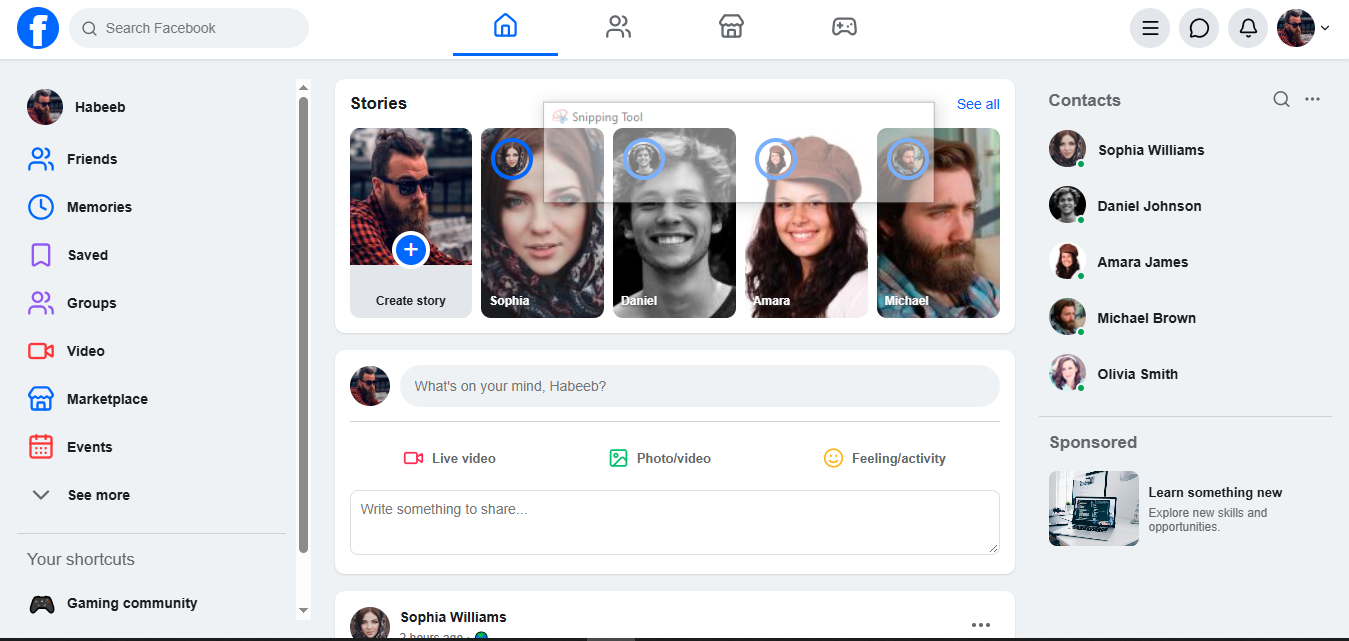 f
Search Facebook
Habeeb
Friends
Memories
Saved
Groups
Video
Marketplace
Events
See more
Your shortcuts
Gaming community
Stories
See all
Snipping Tool
Create story
Sophia
Daniel
Amara
Michael
What's on your mind, Habeeb?
Live video
Photo/video
Feeling/activity
Write something to share...
Sophia Williams
2 hours ago ·
Contacts
Sophia Williams
Daniel Johnson
Amara James
Michael Brown
Olivia Smith
Sponsored
Learn something new
Explore new skills and
opportunities.